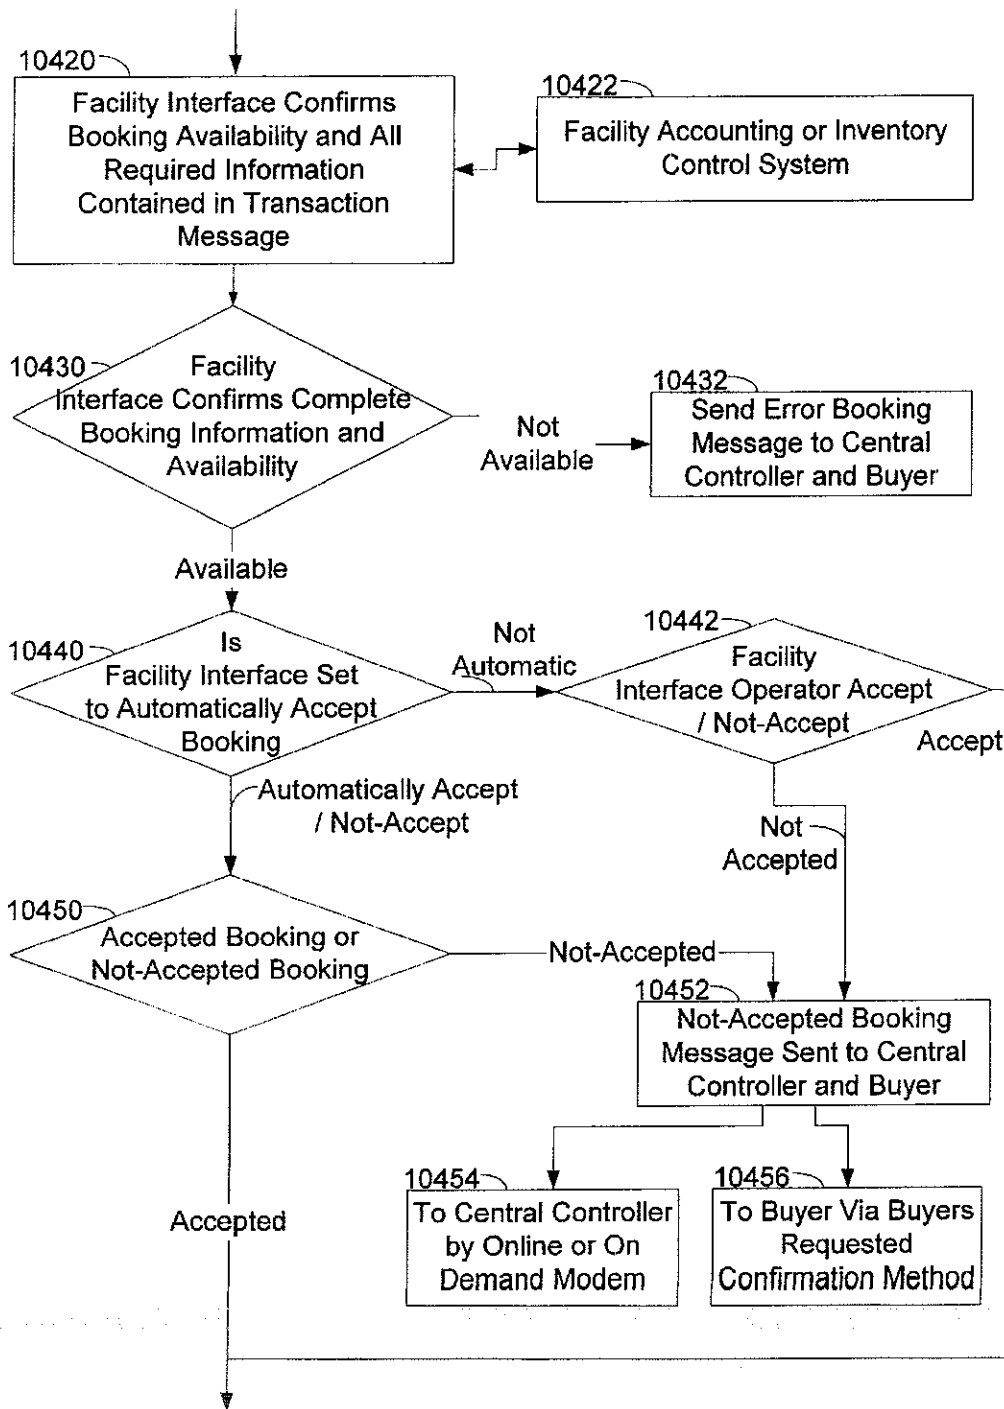 10420
Facility Interface Confirms
Booking Availability and All
Required Information
Contained in Transaction
Message
10422
Facility Accounting or Inventory
Control System
10430
Facility
Interface Confirms Complete
Booking Information and
Availability
Not
Available
10432
Send Error Booking
Message to Central
Controller and Buyer
Available
10440
Is
Facility Interface Set
to Automatically Accept
Booking
Not
Automatic
10442
Facility
Interface Operator Accept
/ Not-Accept
Accept
Automatically Accept
/ Not-Accept
Not
Accepted
10450
Accepted Booking or
Not-Accepted Booking
Not-Accepted
10452
Not-Accepted Booking
Message Sent to Central
Controller and Buyer
10454
To Central Controller
by Online or On
Demand Modem
10456
To Buyer Via Buyers
Requested
Confirmation Method
Accepted